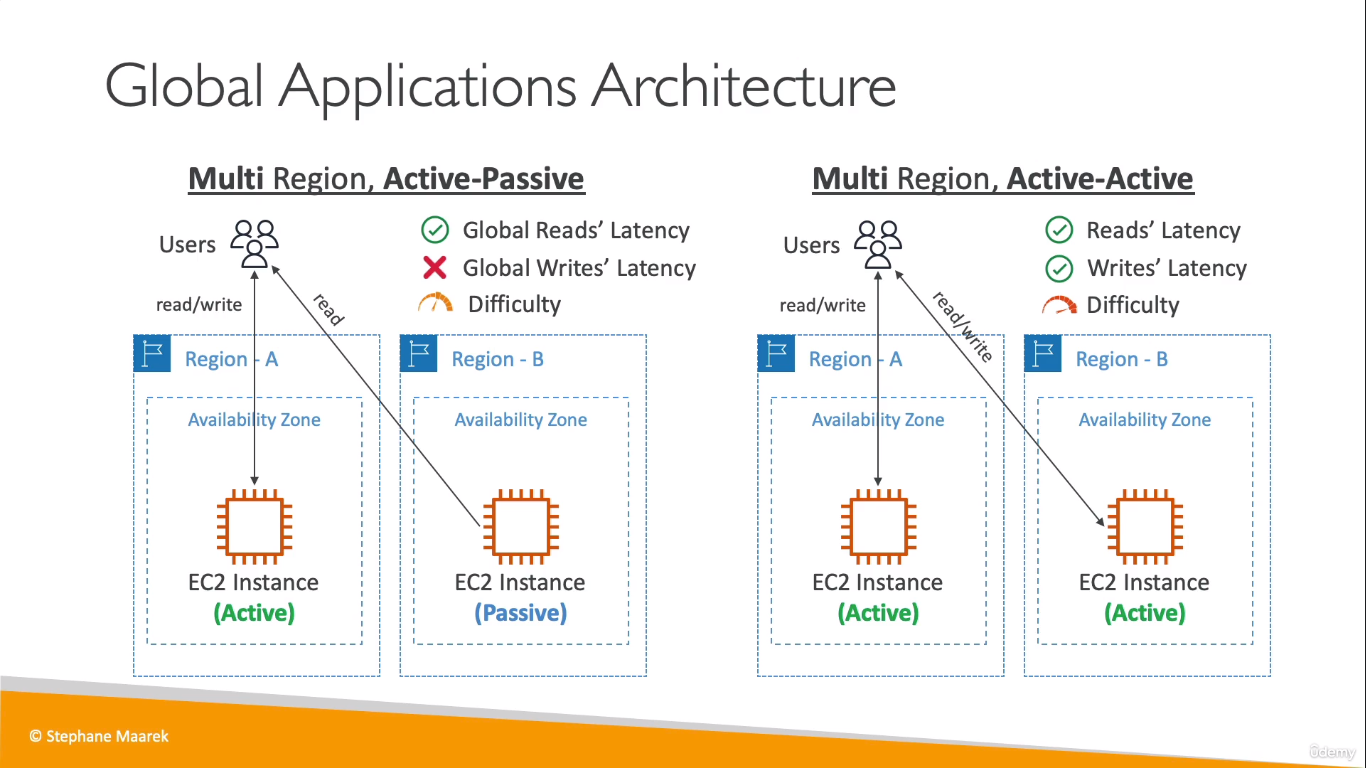 Global Applications Architecture
Multi Region, Active-Passive
Users
Global Reads’ Latency
Global Writes’ Latency
Difficulty
read/write
read
Region - A
Availability Zone
EC2 Instance
(Active)
Region - B
Availability Zone
EC2 Instance
(Passive)
Multi Region, Active-Active
Users
Reads’ Latency
Writes’ Latency
Difficulty
read/write
read/write
Region - A
Availability Zone
EC2 Instance
(Active)
Region - B
Availability Zone
EC2 Instance
(Active)
© Stephane Maarek
ûdemy